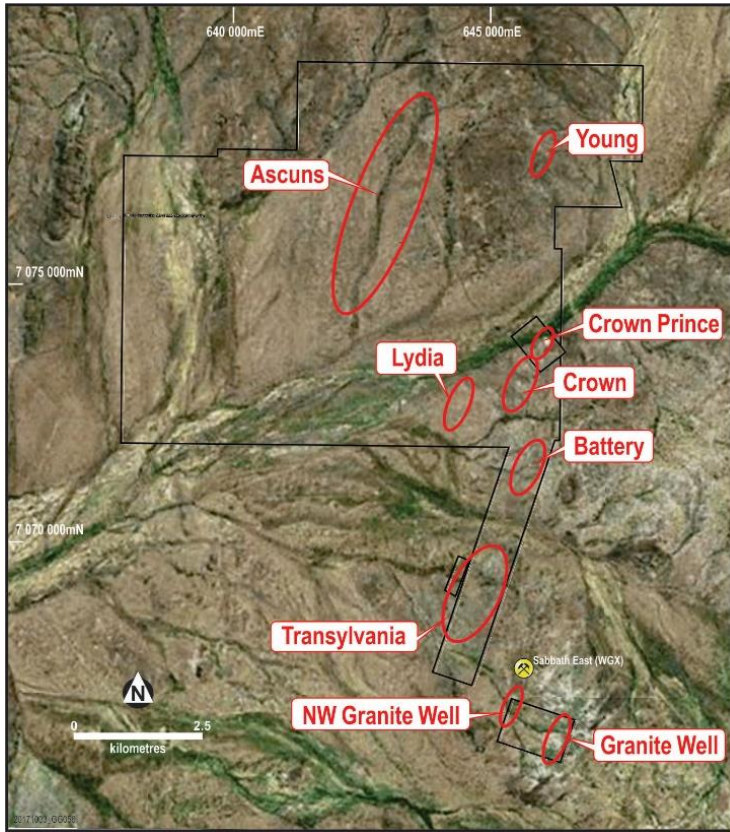 640 000mE
645 000mE
Young
Ascuns
7 075 000mN
Crown Prince
Lydia
Crown
Battery
7 070 000mN
Transylvania
Sabbath East (WGX)
N
NW Granite Well
0 2.5
kilometres
Granite Well